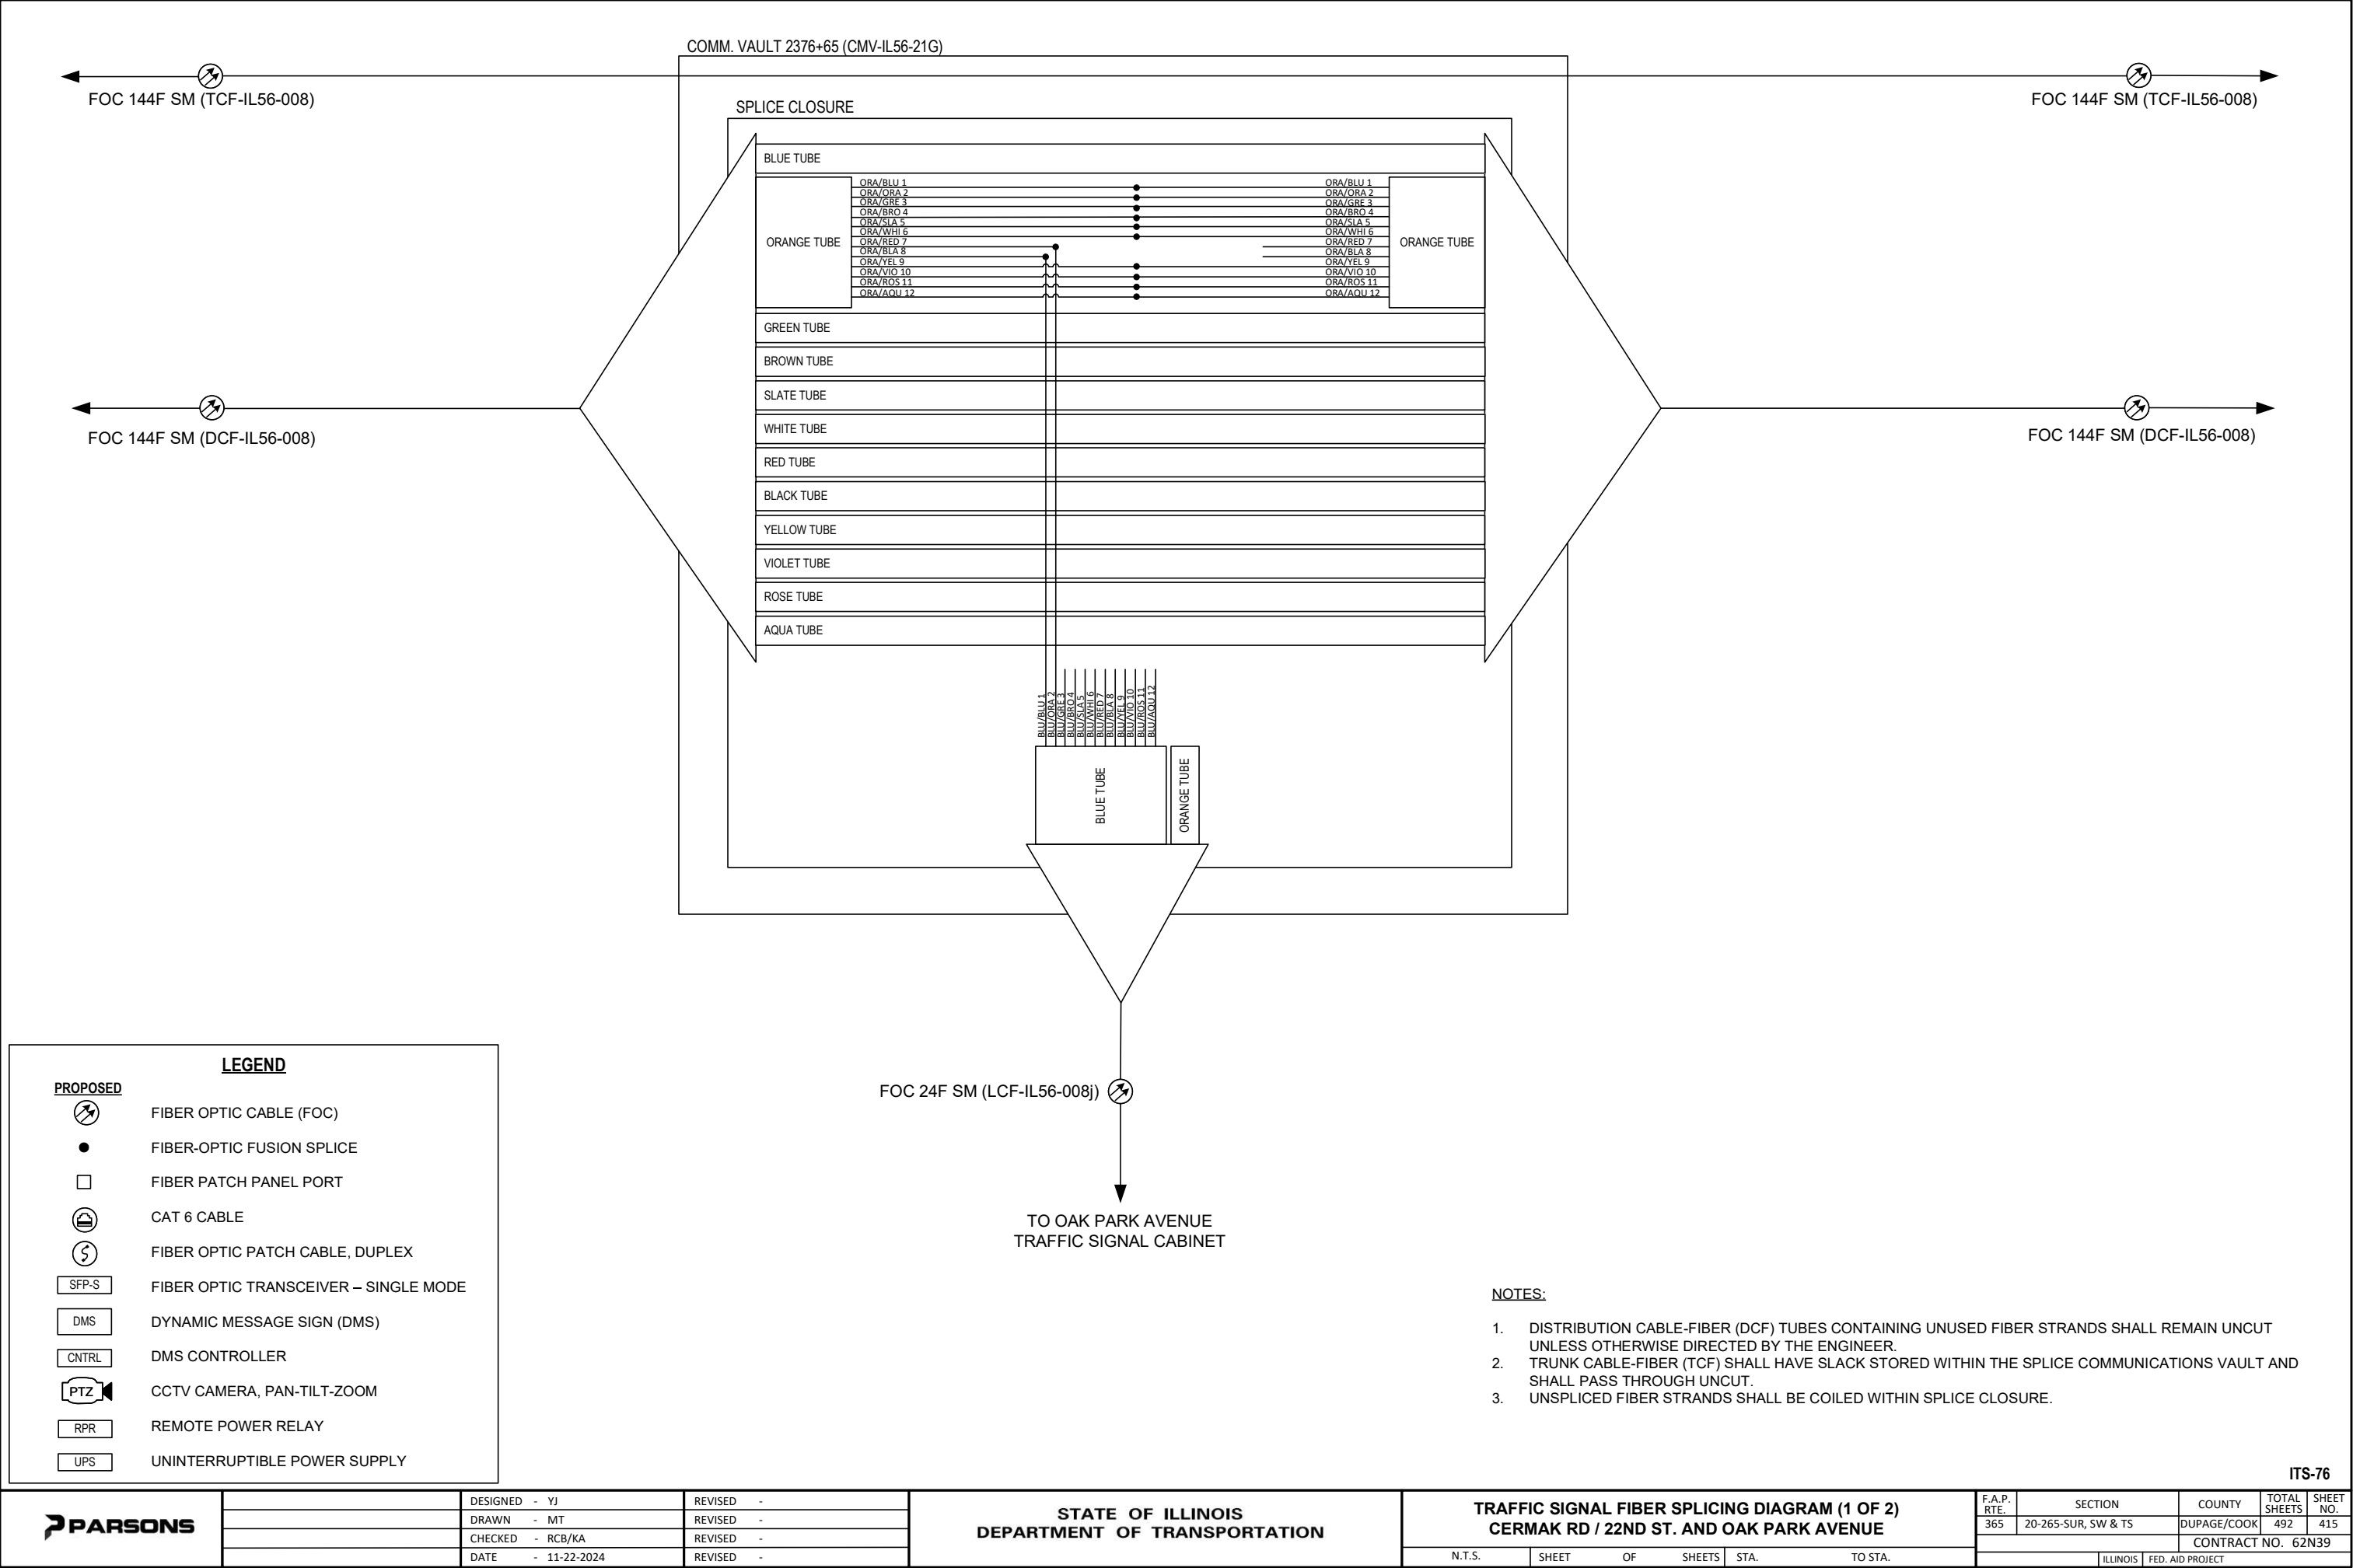 COMM. VAULT 2376+65 (CMV-IL56-21G)
FOC 144F SM (TCF-IL56-008)
FOC 144F SM (TCF-IL56-008)
SPLICE CLOSURE
BLUE TUBE
ORANGE TUBE
ORA/BLU 1
ORA/ORA 2
ORA/GRE 3
ORA/BRO 4
ORA/SLA 5
ORA/WHI 6
ORA/RED 7
ORA/BLA 8
ORA/YEL 9
ORA/VIO 10
ORA/ROS 11
ORA/AQU 12
ORA/BLU 1
ORA/ORA 2
ORA/GRE 3
ORA/BRO 4
ORA/SLA 5
ORA/WHI 6
ORA/RED 7
ORA/BLA 8
ORA/YEL 9
ORA/VIO 10
ORA/ROS 11
ORA/AQU 12
ORANGE TUBE
GREEN TUBE
BROWN TUBE
SLATE TUBE
WHITE TUBE
RED TUBE
BLACK TUBE
YELLOW TUBE
VIOLET TUBE
ROSE TUBE
AQUA TUBE
FOC 144F SM (DCF-IL56-008)
FOC 144F SM (DCF-IL56-008)
BLU/BLU 1
BLU/ORA 2
BLU/GRE 3
BLU/BRO 4
BLU/SLA 5
BLU/WHI 6
BLU/RED 7
BLU/BLA 8
BLU/YEL 9
BLU/VIO 10
BLU/ROS 11
BLU/AQU 12
BLUE TUBE
ORANGE TUBE
FOC 24F SM (LCF-IL56-008j)
TO OAK PARK AVENUE
TRAFFIC SIGNAL CABINET
LEGEND
PROPOSED
FIBER OPTIC CABLE (FOC)
FIBER-OPTIC FUSION SPLICE
FIBER PATCH PANEL PORT
CAT 6 CABLE
FIBER OPTIC PATCH CABLE, DUPLEX
SFP-S FIBER OPTIC TRANSCEIVER – SINGLE MODE
DMS DYNAMIC MESSAGE SIGN (DMS)
CNTRL DMS CONTROLLER
PTZ CCTV CAMERA, PAN-TILT-ZOOM
RPR REMOTE POWER RELAY
UPS UNINTERRUPTIBLE POWER SUPPLY
NOTES:
1. DISTRIBUTION CABLE-FIBER (DCF) TUBES CONTAINING UNUSED FIBER STRANDS SHALL REMAIN UNCUT
UNLESS OTHERWISE DIRECTED BY THE ENGINEER.
2. TRUNK CABLE-FIBER (TCF) SHALL HAVE SLACK STORED WITHIN THE SPLICE COMMUNICATIONS VAULT AND
SHALL PASS THROUGH UNCUT.
3. UNSPLICED FIBER STRANDS SHALL BE COILED WITHIN SPLICE CLOSURE.
ITS-76
PARSONS
DESIGNED - YJ
DRAWN - MT
CHECKED - RCB/KA
DATE - 11-22-2024
REVISED -
REVISED -
REVISED -
REVISED -
STATE OF ILLINOIS
DEPARTMENT OF TRANSPORTATION
TRAFFIC SIGNAL FIBER SPLICING DIAGRAM (1 OF 2)
CERMAK RD / 22ND ST. AND OAK PARK AVENUE
N.T.S. SHEET OF SHEETS STA. TO STA.
F.A.P. RTE. SECTION COUNTY TOTAL SHEETS SHEET NO.
365 20-265-SUR, SW & TS DUPAGE/COOK 492 415
CONTRACT NO. 62N39
ILLINOIS FED. AID PROJECT